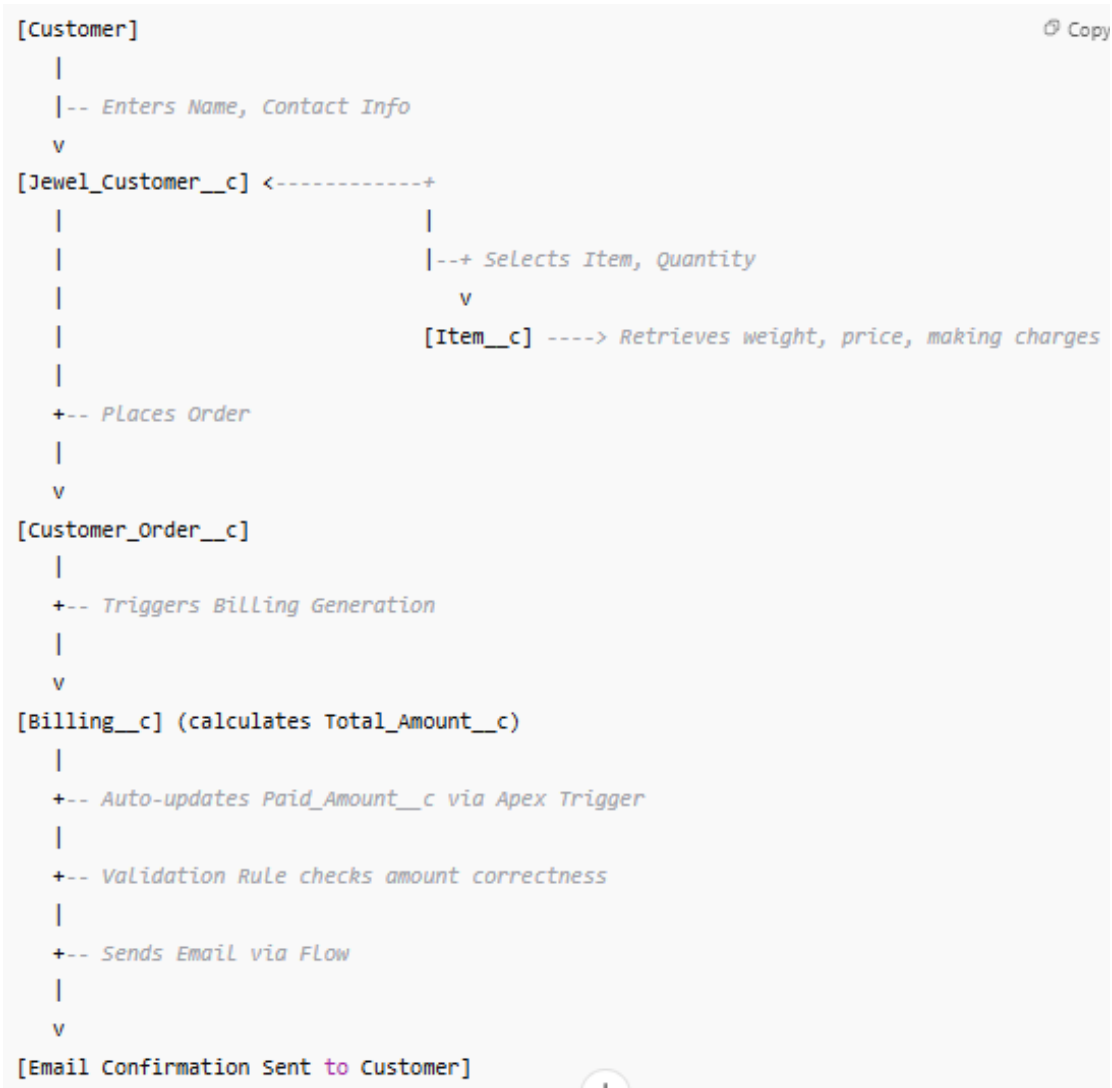 [Customer] Copy
|
|-- Enters Name, Contact Info
v
[Jewel_Customer__c] <------------+
| |
| |--+ Selects Item, Quantity
| v
| [Item__c] ----> Retrieves weight, price, making charges
|
+-- Places Order
|
v
[Customer_Order__c]
|
+-- Triggers Billing Generation
|
v
[Billing__c] (calculates Total_Amount__c)
|
+-- Auto-updates Paid_Amount__c via Apex Trigger
|
+-- Validation Rule checks amount correctness
|
+-- Sends Email via Flow
|
v
[Email Confirmation Sent to Customer]